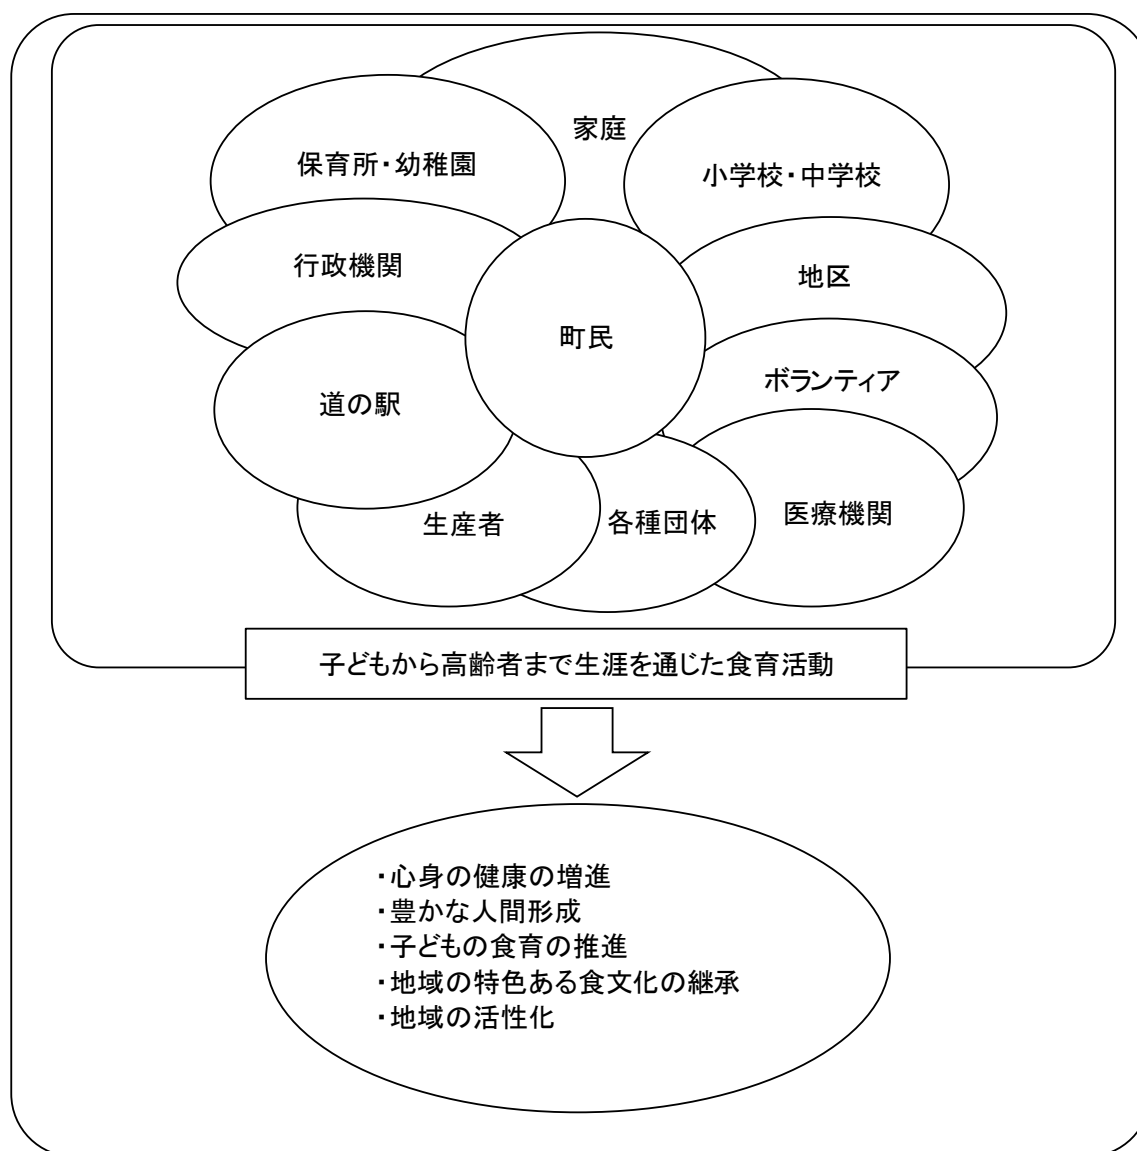 家庭
保育所・幼稚園
小学校・中学校
行政機関
地区
町民
ボランティア
道の駅
生産者
各種団体
医療機関
子どもから高齢者まで生涯を通じた食育活動
・心身の健康の増進
・豊かな人間形成
・子どもの食育の推進
・地域の特色ある食文化の継承
・地域の活性化